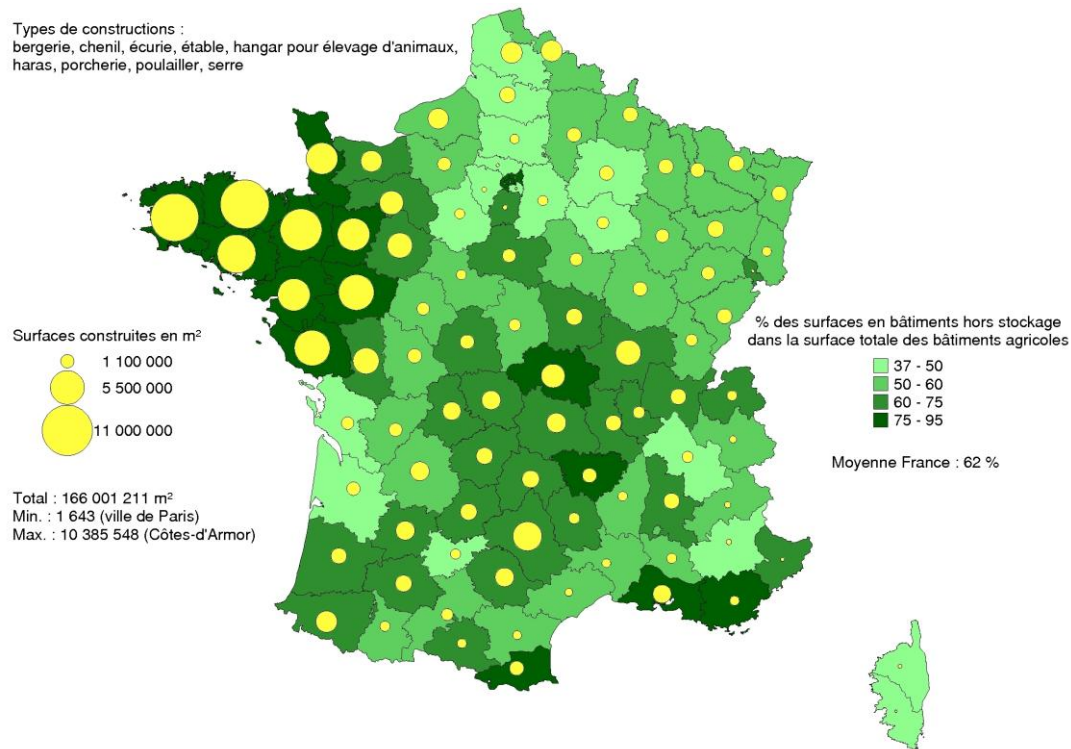 Types de constructions :
bergerie, chenil, écurie, étable, hangar pour élevage d'animaux,
haras, porcherie, poulailler, serre
Surfaces construites en m²
1 100 000
5 500 000
11 000 000
Total : 166 001 211 m²
Min. : 1 643 (ville de Paris)
Max. : 10 385 548 (Côtes-d'Armor)
% des surfaces en bâtiments hors stockage
dans la surface totale des bâtiments agricoles
37 - 50
50 - 60
60 - 75
75 - 95
Moyenne France : 62 %